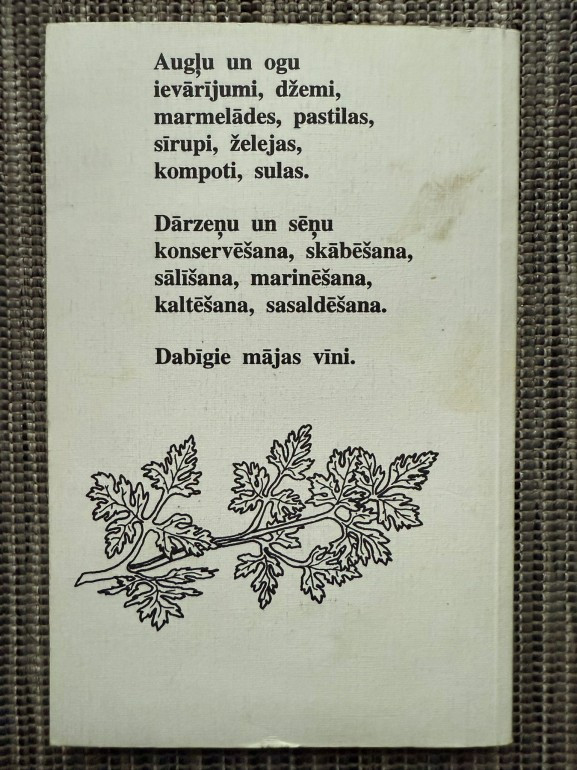 Augļu un ogu
ievārījumi, džemi,
marmelādes, pastilas,
sīrupi, želejas,
kompoti, sulas.
Dārzeņu un sēņu
konservēšana, skābēšana,
sālīšana, marinēšana,
kaltēšana, sasaldēšana.
Dabīgie mājas vīni.